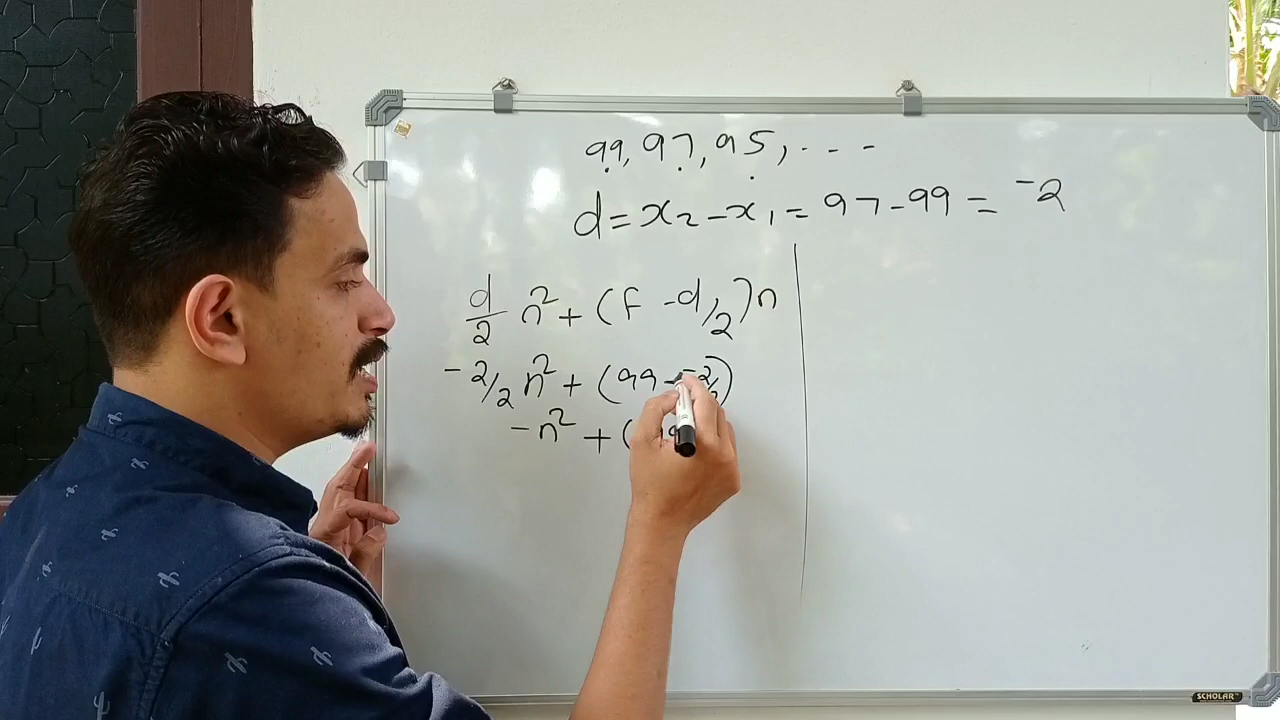 99, 97, 95, - - -
d = x₂ - x₁ = 97 - 99 = ⁻2
d/2 n² + (f - d/2) n
-2/2 n² + (99 - ⁻2/2)
-n² + (99
SCHOLAR